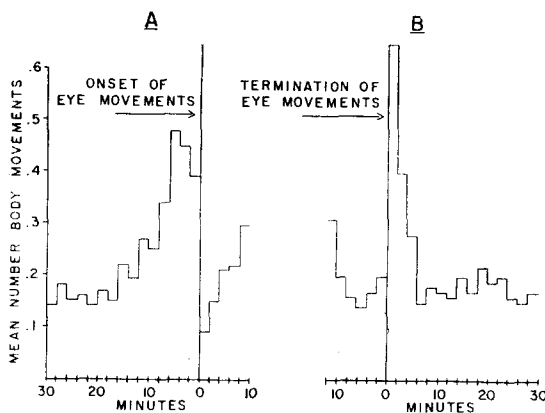 A
B
ONSET OF
EYE MOVEMENTS
TERMINATION OF
EYE MOVEMENTS
MEAN NUMBER BODY MOVEMENTS
.6
.5
.4
.3
.2
.1
30 20 10 0 10
MINUTES
12 0 10 20 30
MINUTES